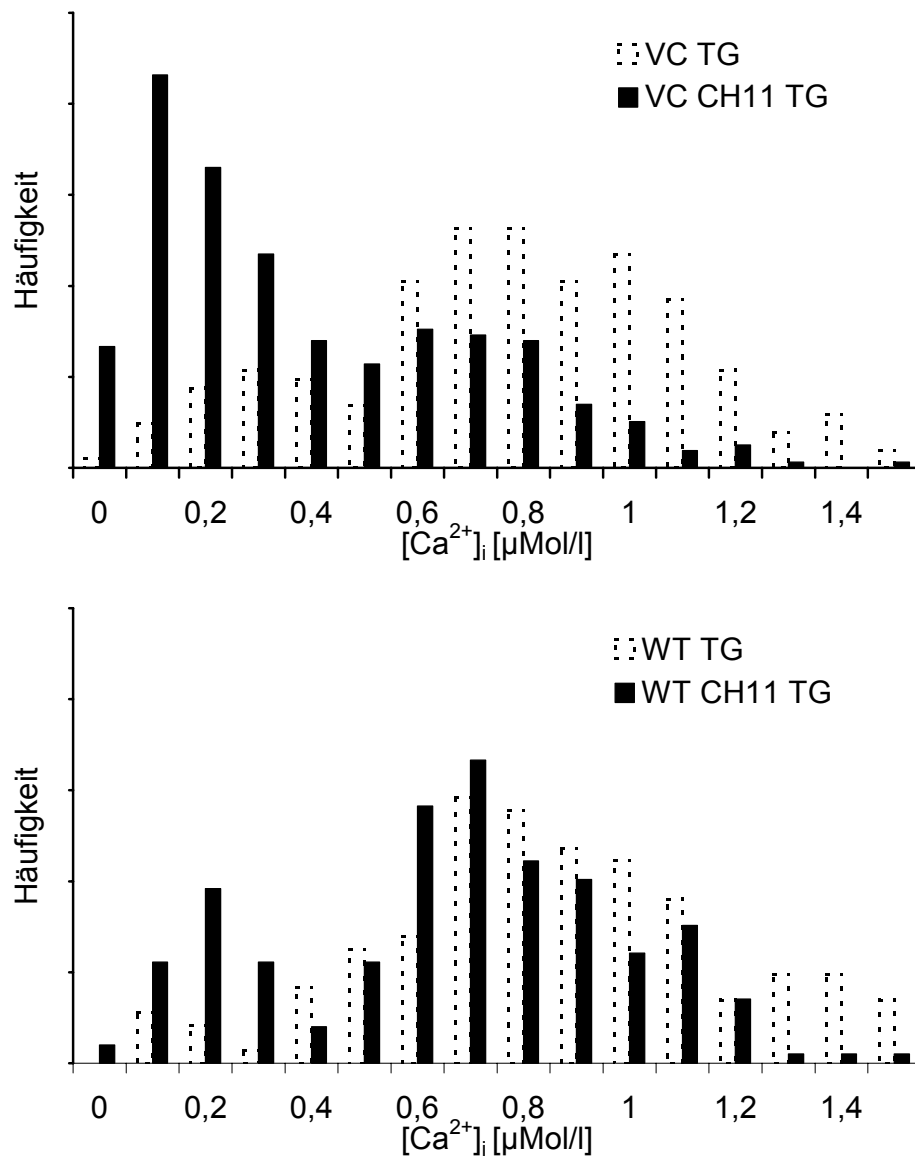 VC TG
VC CH11 TG
Häufigkeit
0 0,2 0,4 0,6 0,8 1 1,2 1,4
[Ca²⁺]ᵢ [µMol/l]
WT TG
WT CH11 TG
Häufigkeit
0 0,2 0,4 0,6 0,8 1 1,2 1,4
[Ca²⁺]ᵢ [µMol/l]